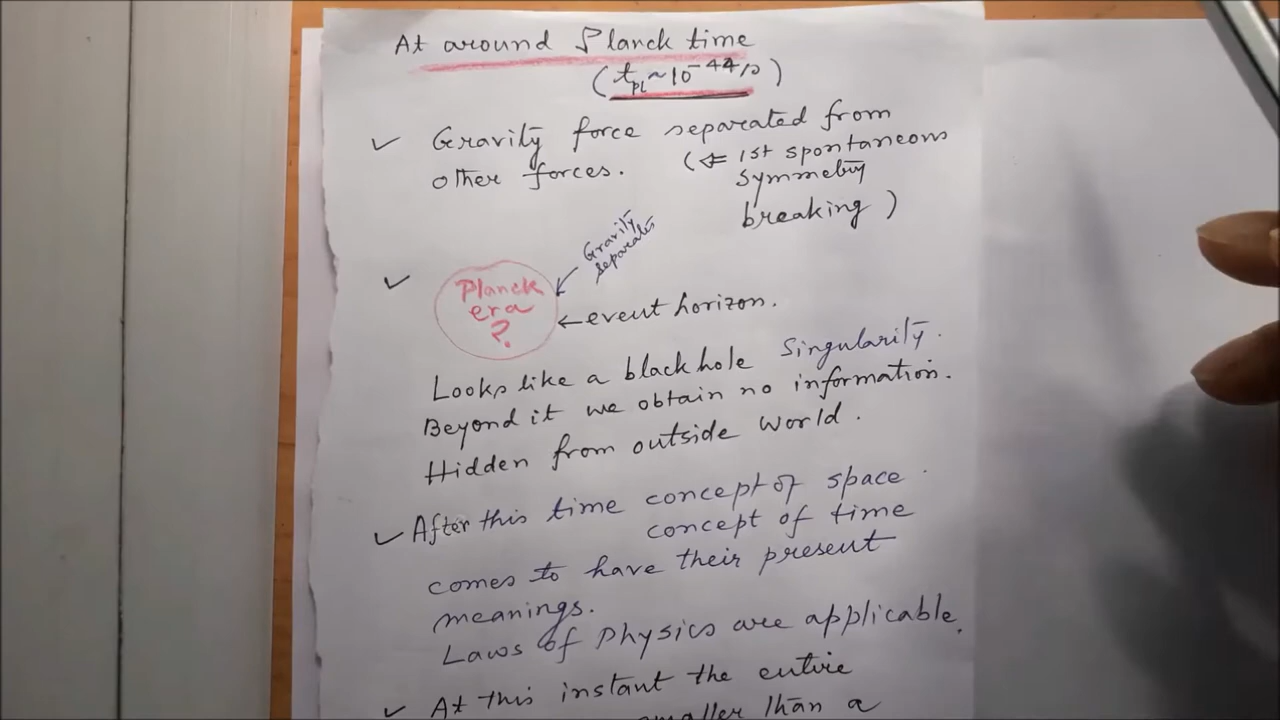 At around Planck time
(t_pl ~ 10^-44 s)
✓ Gravity force separated from
other forces. (⇐ 1st spontaneous
symmetry
breaking)
Gravity
separates
✓ Planck
era
?
← event horizon.
Looks like a blackhole singularity.
Beyond it we obtain no information.
Hidden from outside world.
✓ After this time concept of space
concept of time
comes to have their present
meanings.
Laws of Physics are applicable.
✓ At this instant the entire
smaller than a